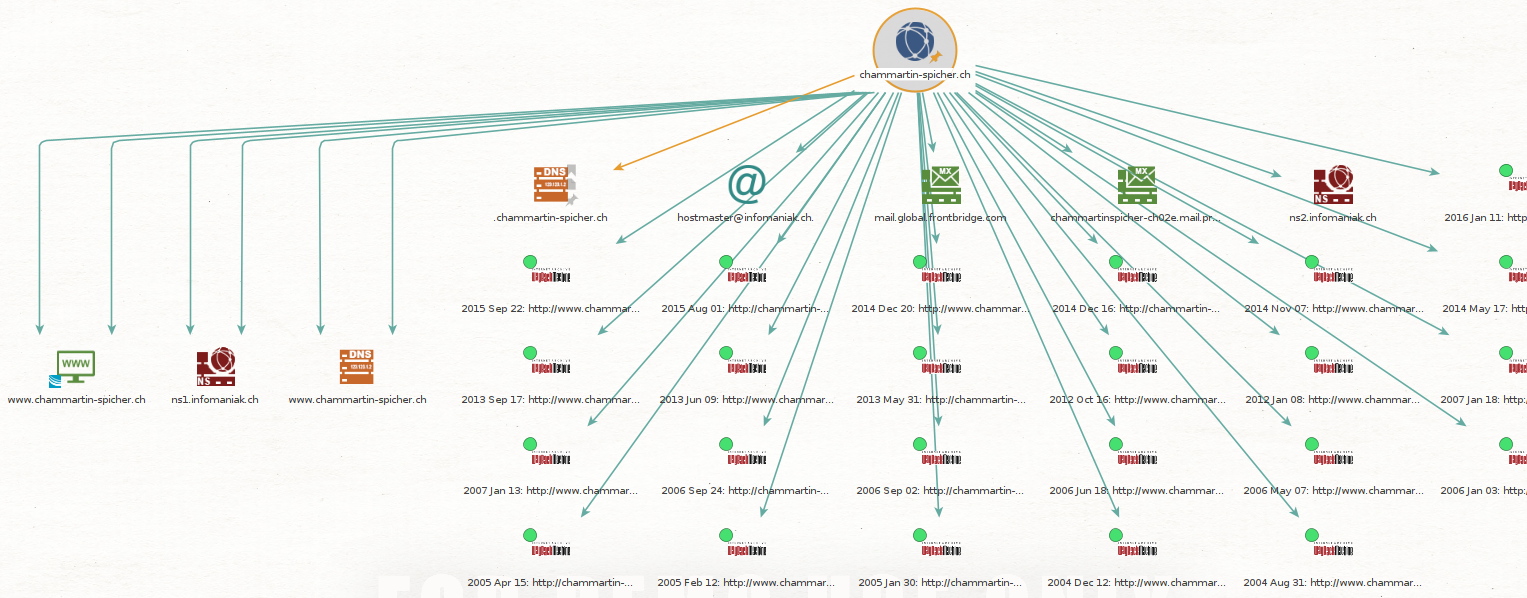 chammartin-spicher.ch
.chammartin-spicher.ch
hostmaster@infomaniak.ch.
mail.global.frontbridge.com
chammartinspicher-ch02e.mail.pr...
ns2.infomaniak.ch
2016 Jan 11: http
2015 Sep 22: http://www.chammar...
2015 Aug 01: http://chammartin-...
2014 Dec 20: http://www.chammar...
2014 Dec 16: http://chammartin-...
2014 Nov 07: http://www.chammar...
2014 May 17: http
www.chammartin-spicher.ch
ns1.infomaniak.ch
www.chammartin-spicher.ch
2013 Sep 17: http://www.chammar...
2013 Jun 09: http://www.chammar...
2013 May 31: http://chammartin-...
2012 Oct 16: http://www.chammar...
2012 Jan 08: http://www.chammar...
2007 Jan 18: http:
2007 Jan 13: http://www.chammar...
2006 Sep 24: http://chammartin-...
2006 Sep 02: http://chammartin-...
2006 Jun 18: http://www.chammar...
2006 May 07: http://www.chammar...
2006 Jan 03: http:
2005 Apr 15: http://chammartin-...
2005 Feb 12: http://www.chammar...
2005 Jan 30: http://chammartin-...
2004 Dec 12: http://www.chammar...
2004 Aug 31: http://www.chammar...
DNS
MX
MX
NS
WWW
NS
DNS